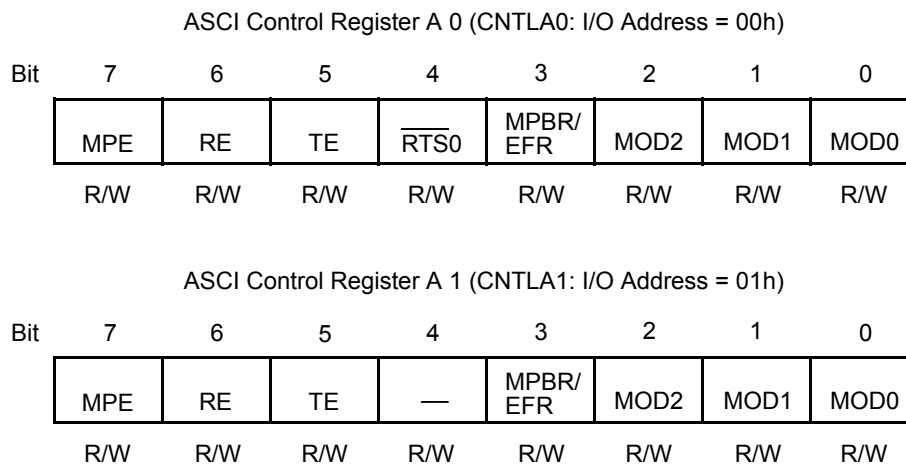 ASCI Control Register A 0 (CNTLA0: I/O Address = 00h)
Bit 7 6 5 4 3 2 1 0
MPE RE TE R̅T̅S̅0 MPBR/EFR MOD2 MOD1 MOD0
R/W R/W R/W R/W R/W R/W R/W R/W
ASCI Control Register A 1 (CNTLA1: I/O Address = 01h)
Bit 7 6 5 4 3 2 1 0
MPE RE TE — MPBR/EFR MOD2 MOD1 MOD0
R/W R/W R/W R/W R/W R/W R/W R/W